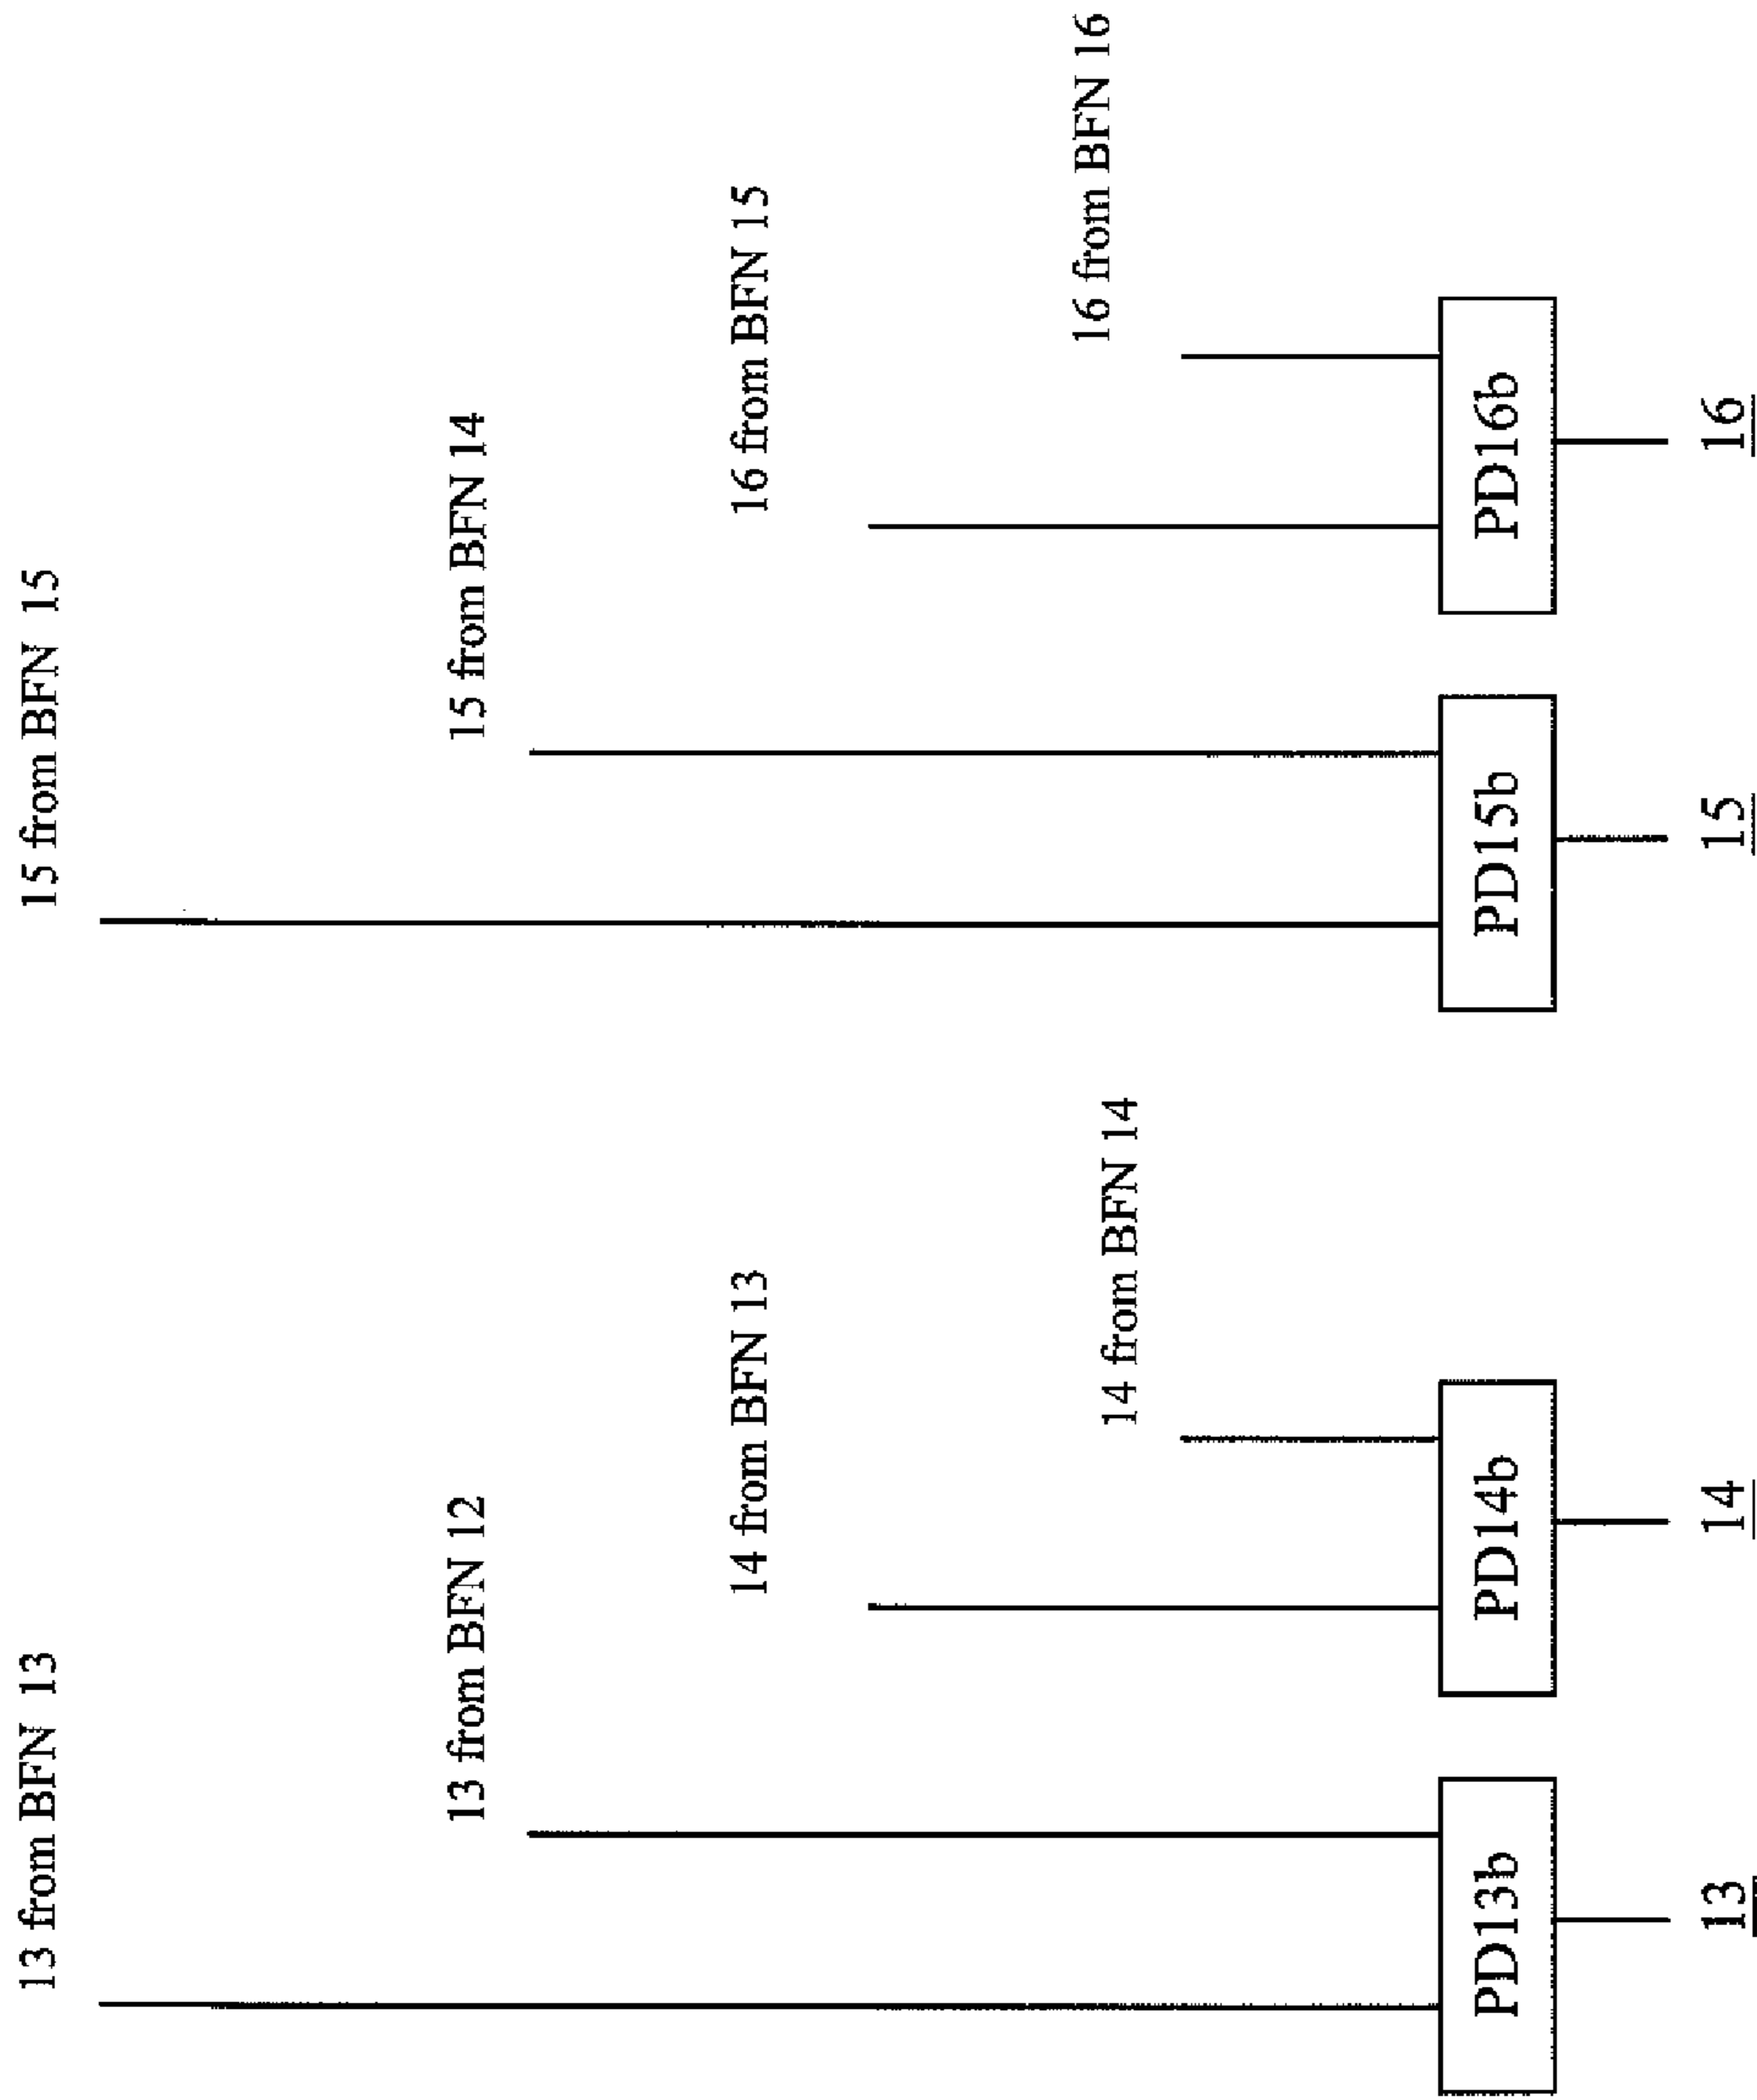 13 from BFN 13
15 from BFN 15
13 from BFN 12
15 from BFN 14
14 from BFN 13
16 from BFN 15
14 from BFN 14
16 from BFN 16
PD13b
PD14b
PD15b
PD16b
13
14
15
16